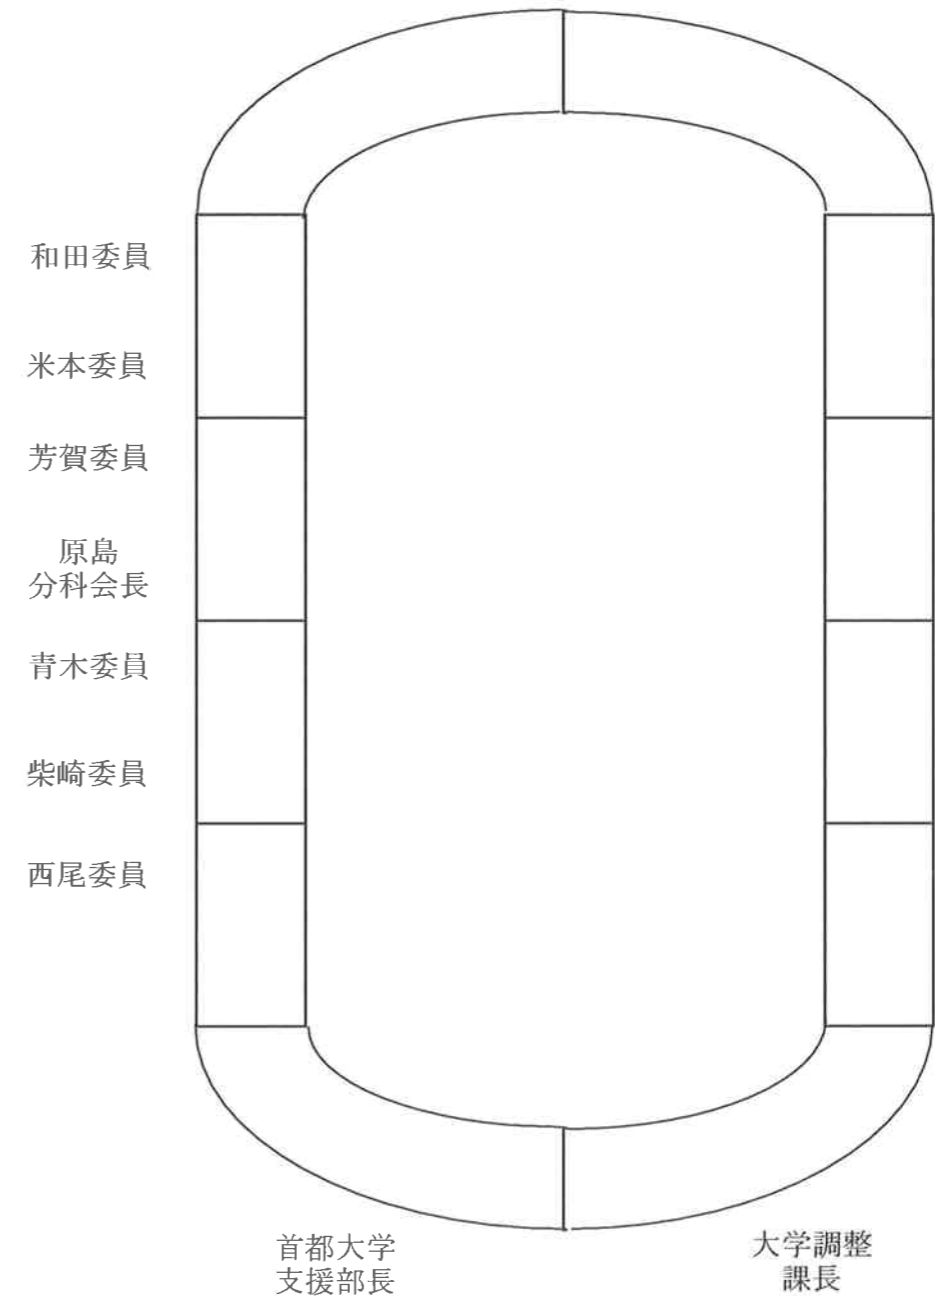 和田委員
米本委員
芳賀委員
原島
分科会長
青木委員
柴崎委員
西尾委員
首都大学
支援部長
大学調整
課長